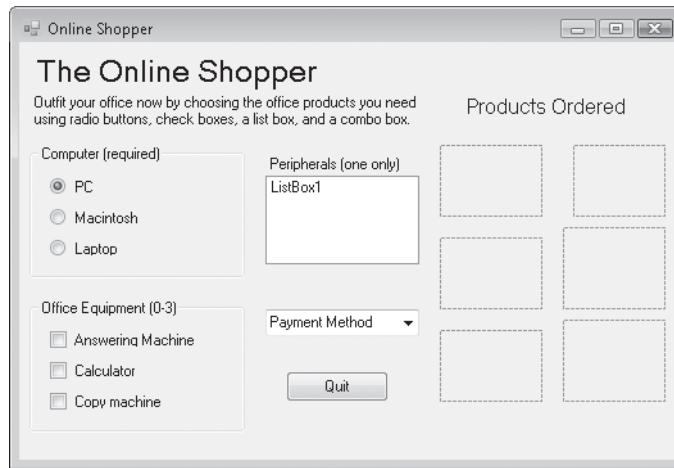 Online Shopper
The Online Shopper
Outfit your office now by choosing the office products you need
using radio buttons, check boxes, a list box, and a combo box.
Products Ordered
Computer (required)
PC
Macintosh
Laptop
Peripherals (one only)
ListBox1
Office Equipment (0-3)
Answering Machine
Calculator
Copy machine
Payment Method
Quit